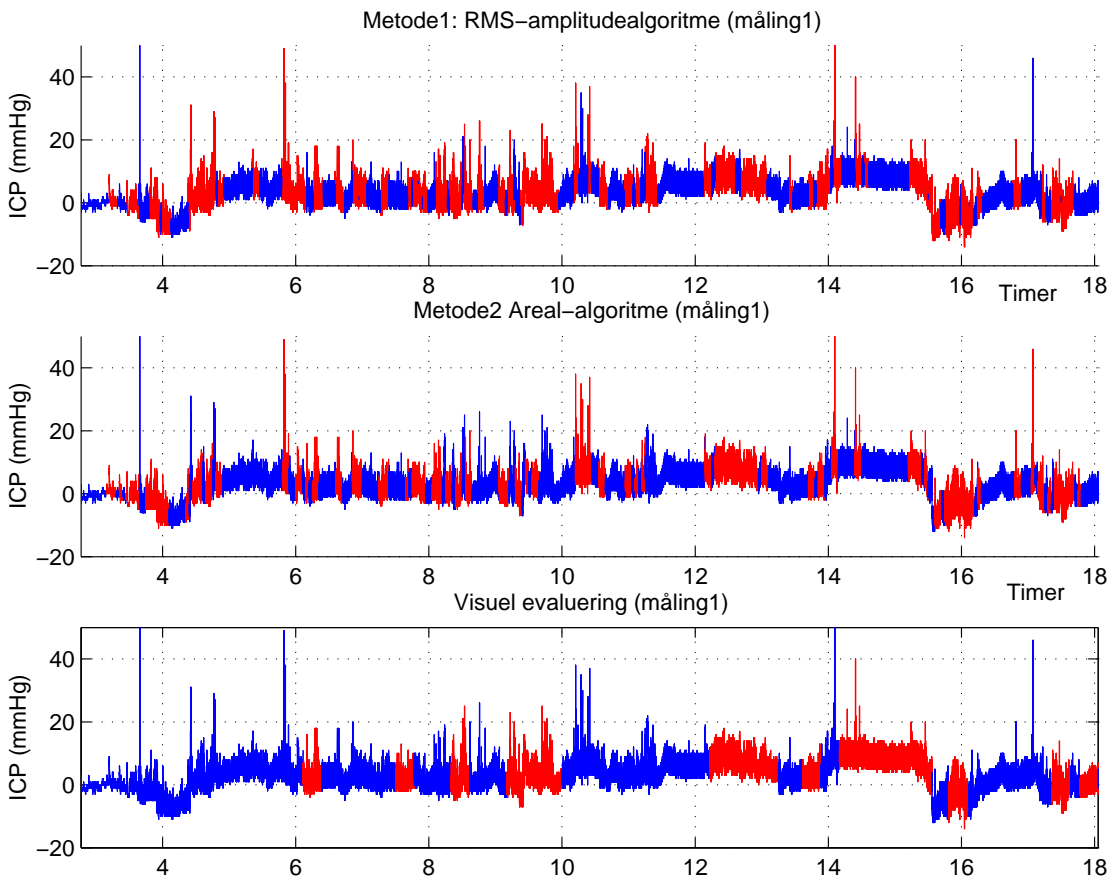 Metode1: RMS−amplitudealgoritme (måling1)
ICP (mmHg)
40
20
0
−20
4 6 8 10 12 14 16 18
Timer
Metode2 Areal−algoritme (måling1)
ICP (mmHg)
40
20
0
−20
4 6 8 10 12 14 16 18
Timer
Visuel evaluering (måling1)
ICP (mmHg)
40
20
0
−20
4 6 8 10 12 14 16 18